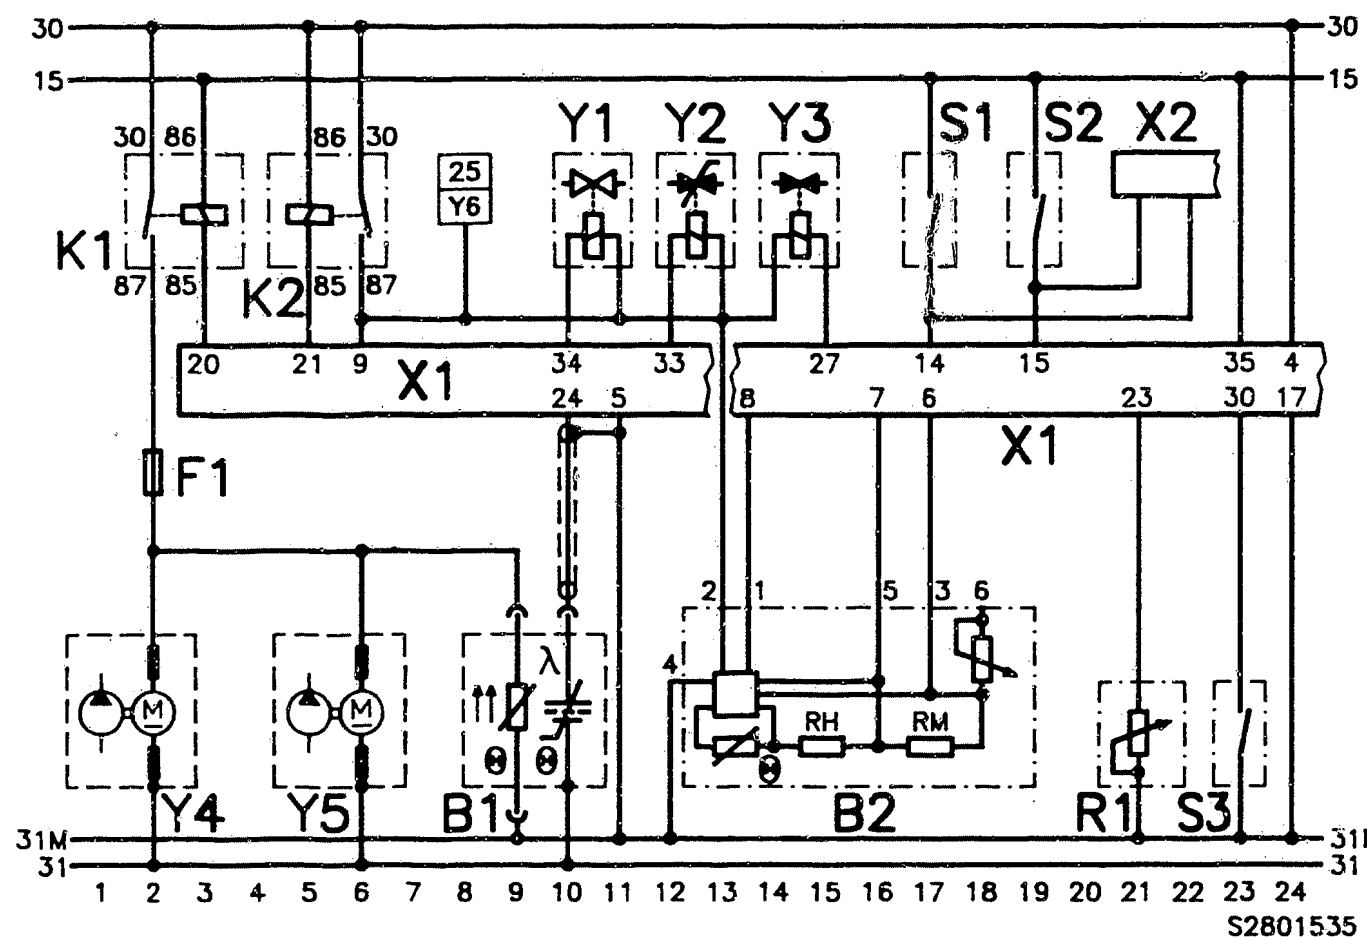 30 30
15 15
Y1 Y2 Y3 S1 S2 X2
30 86 86 30
25
Y6
K1
87 85 K2 85 87
20 21 9 34 33 27 14 15 35 4
X1
24 5 8 7 6 23 30 17
X1
F1
2 1 5 3 6
λ
4
M M
RH RM
Y4 Y5 B1 B2 R1 S3
31M 31
31 31
1 2 3 4 5 6 7 8 9 10 11 12 13 14 15 16 17 18 19 20 21 22 23 24
S2801535